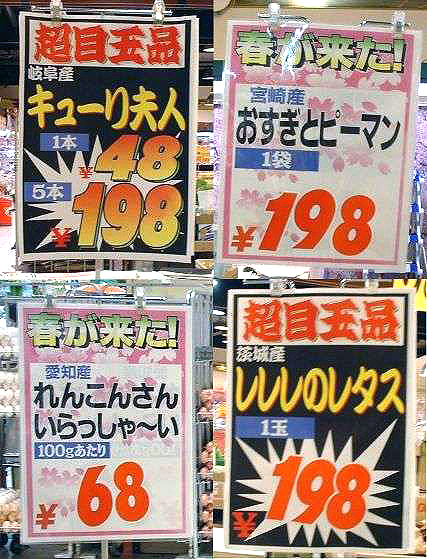 超目玉品
岐阜産
キューり夫人
1本
¥48
5本
¥198
春が来た!
宮崎産
おすぎとピーマン
1袋
¥198
春が来た!
愛知産
れんこんさん
いらっしゃ〜い
100gあたり
¥68
超目玉品
茨城産
レレレのレタス
1玉
¥198